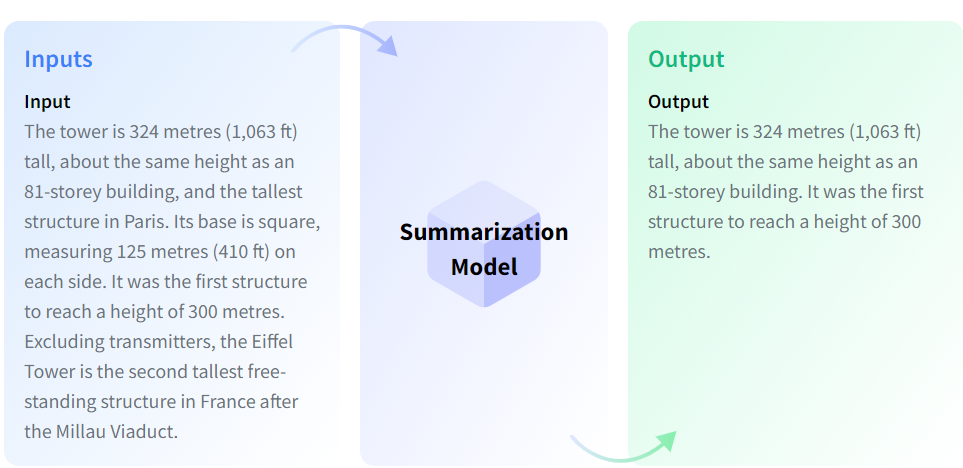 Inputs
Input
The tower is 324 metres (1,063 ft)
tall, about the same height as an
81-storey building, and the tallest
structure in Paris. Its base is square,
measuring 125 metres (410 ft) on
each side. It was the first structure
to reach a height of 300 metres.
Excluding transmitters, the Eiffel
Tower is the second tallest free-
standing structure in France after
the Millau Viaduct.
Summarization
Model
Output
Output
The tower is 324 metres (1,063 ft)
tall, about the same height as an
81-storey building. It was the first
structure to reach a height of 300
metres.